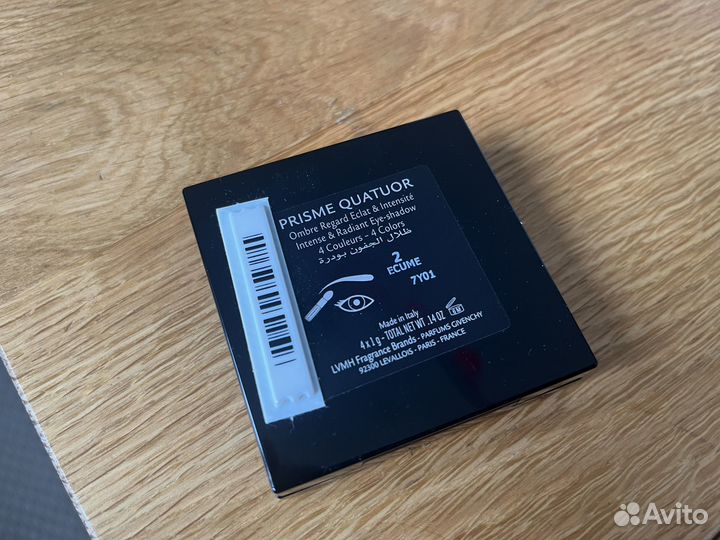 PRISME QUATUOR
Ombre Regard Eclat & Intensité
Intense & Radiant Eye-shadow
4 Couleurs - 4 Colors
ظلال الجفون بودرة
2
ECUME
7Y01
6M
Made in Italy
4 x 1 g - TOTAL NET WT .14 OZ
LVMH Fragrance Brands - PARFUMS GIVENCHY
92300 LEVALLOIS - PARIS - FRANCE
Avito